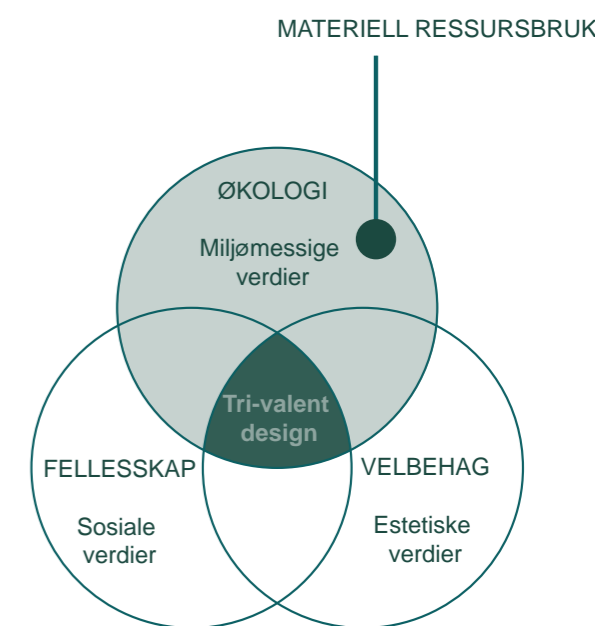 MATERIELL RESSURSBRUK
ØKOLOGI
Miljømessige
verdier
Tri-valent
design
FELLESSKAP
Sosiale
verdier
VELBEHAG
Estetiske
verdier